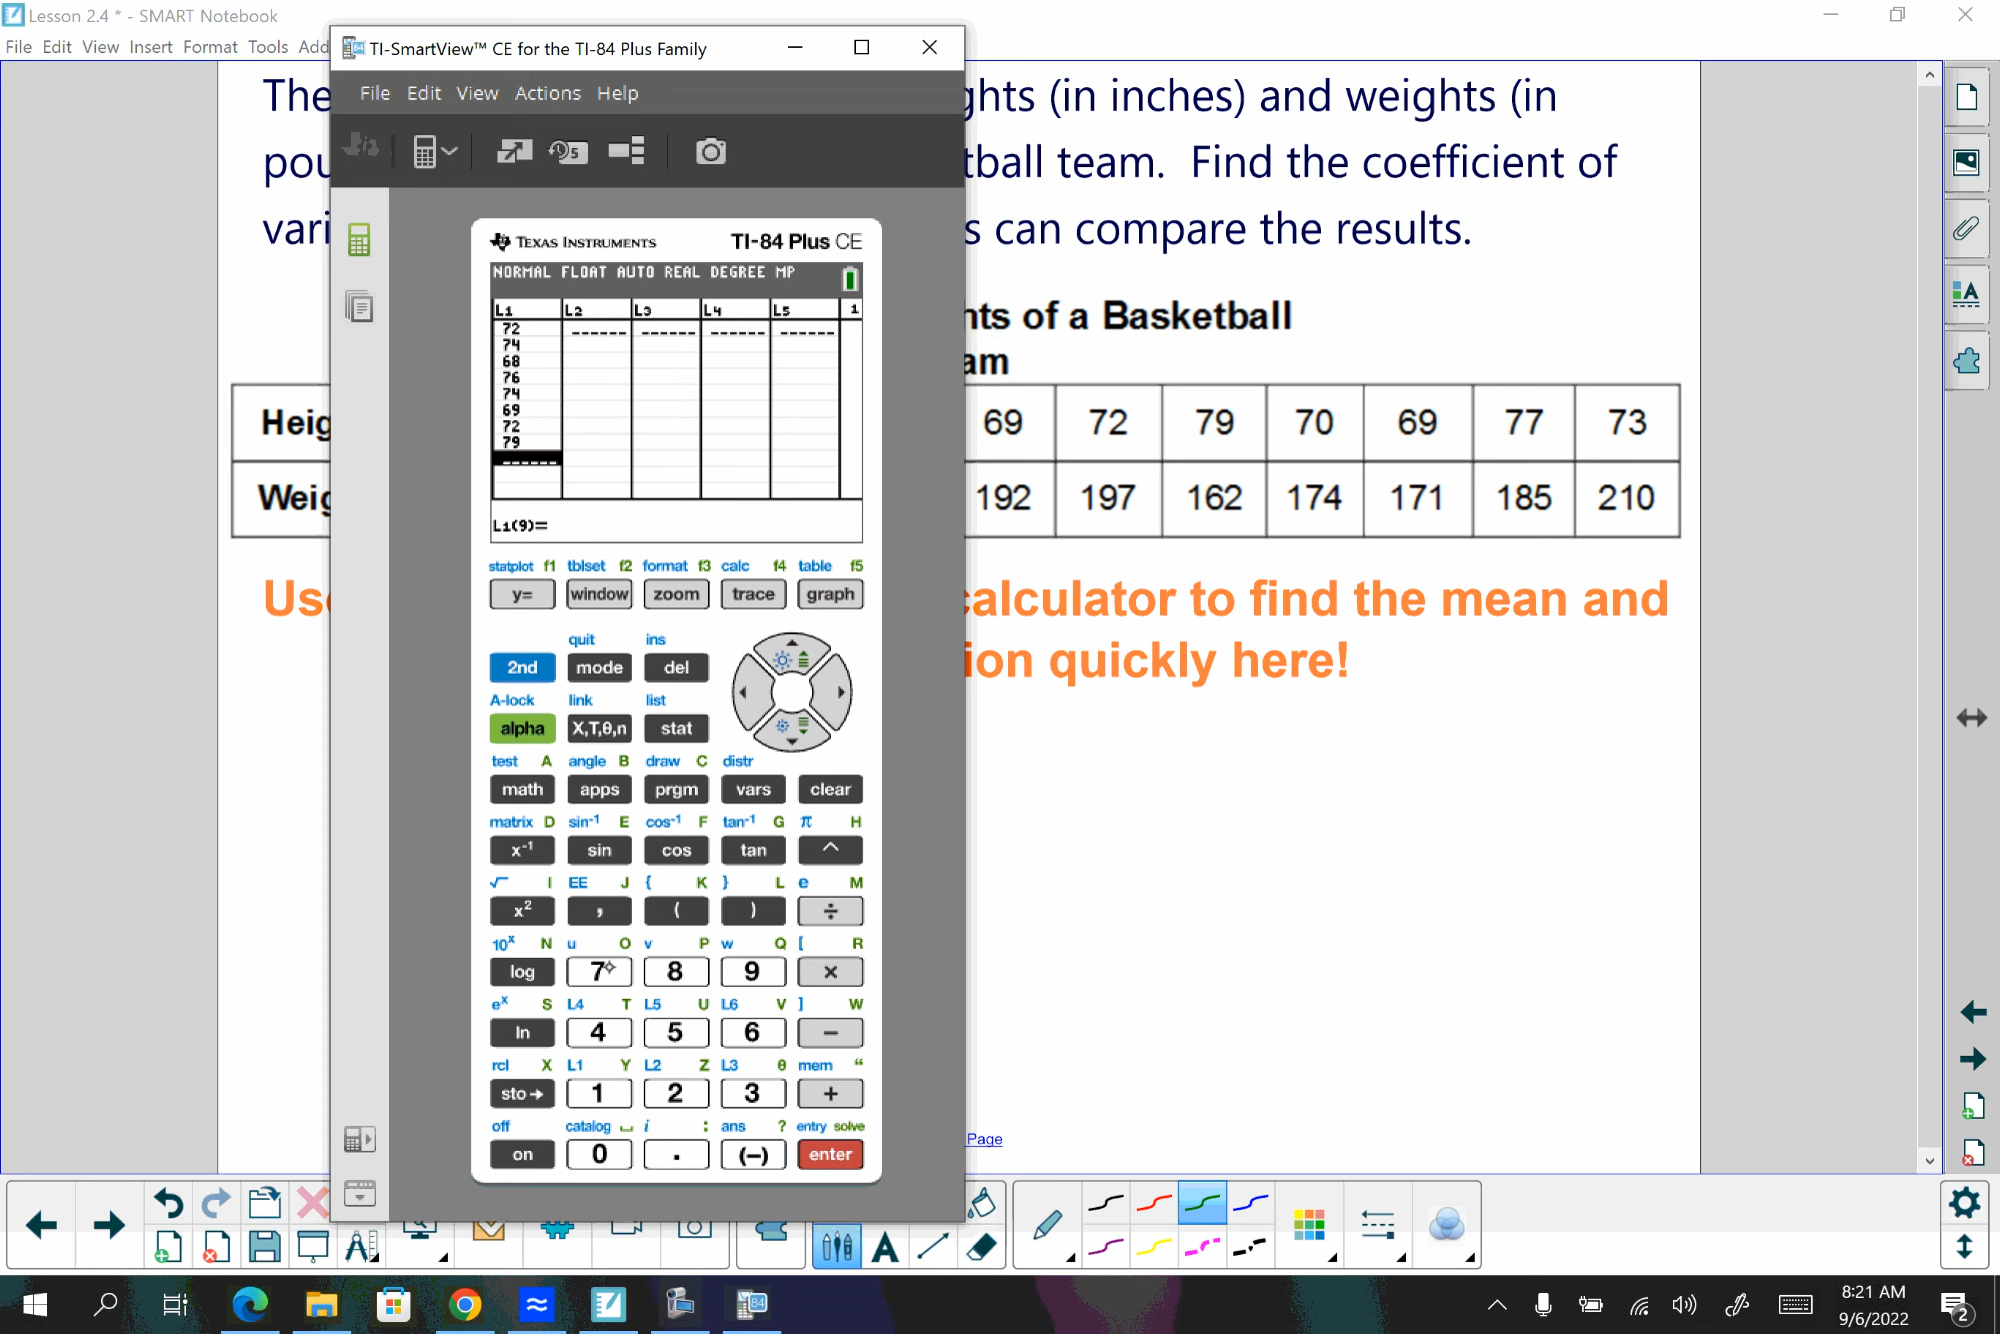 Lesson 2.4 * - SMART Notebook
File Edit View Insert Format Tools Add
TI-SmartView™ CE for the TI-84 Plus Family
File Edit View Actions Help
The ghts (in inches) and weights (in
pou tball team. Find the coefficient of
vari s can compare the results.
nts of a Basketball
am
Heig 69 72 79 70 69 77 73
Weig 192 197 162 174 171 185 210
Use calculator to find the mean and
ion quickly here!
Page
TEXAS INSTRUMENTS TI-84 Plus CE
NORMAL FLOAT AUTO REAL DEGREE MP
L1 L2 L3 L4 L5 1
72
74
68
76
74
69
72
79
L1(9)=
statplot f1 tblset f2 format f3 calc f4 table f5
y= window zoom trace graph
quit ins
2nd mode del
A-lock link list
alpha X,T,θ,n stat
test A angle B draw C distr
math apps prgm vars clear
matrix D sin-1 E cos-1 F tan-1 G π H
x-1 sin cos tan ^
√ I EE J { K } L e M
x2 , ( ) ÷
10x N u O v P w Q [ R
log 7 8 9 ×
ex S L4 T L5 U L6 V ] W
ln 4 5 6 −
rcl X L1 Y L2 Z L3 θ mem “
sto→ 1 2 3 +
off catalog i : ans ? entry solve
on 0 . (−) enter
8:21 AM
9/6/2022
2